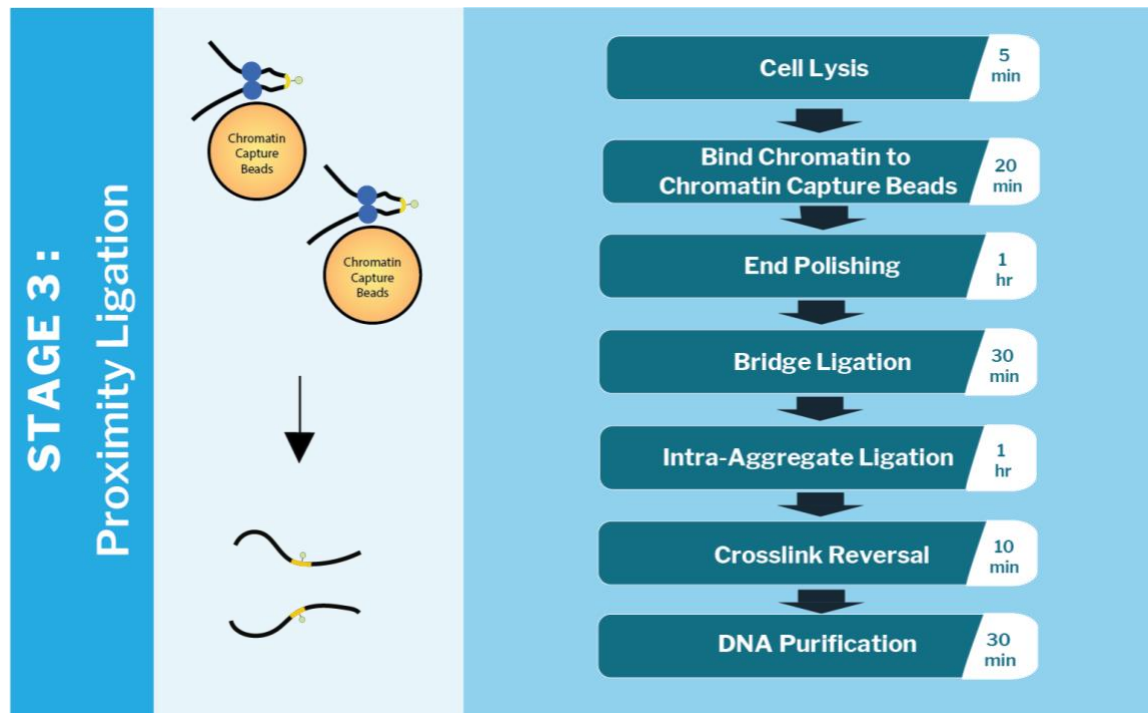 STAGE 3:
Proximity Ligation
Chromatin
Capture
Beads
Chromatin
Capture
Beads
Cell Lysis
5
min
Bind Chromatin to
Chromatin Capture Beads
20
min
End Polishing
1
hr
Bridge Ligation
30
min
Intra-Aggregate Ligation
1
hr
Crosslink Reversal
10
min
DNA Purification
30
min